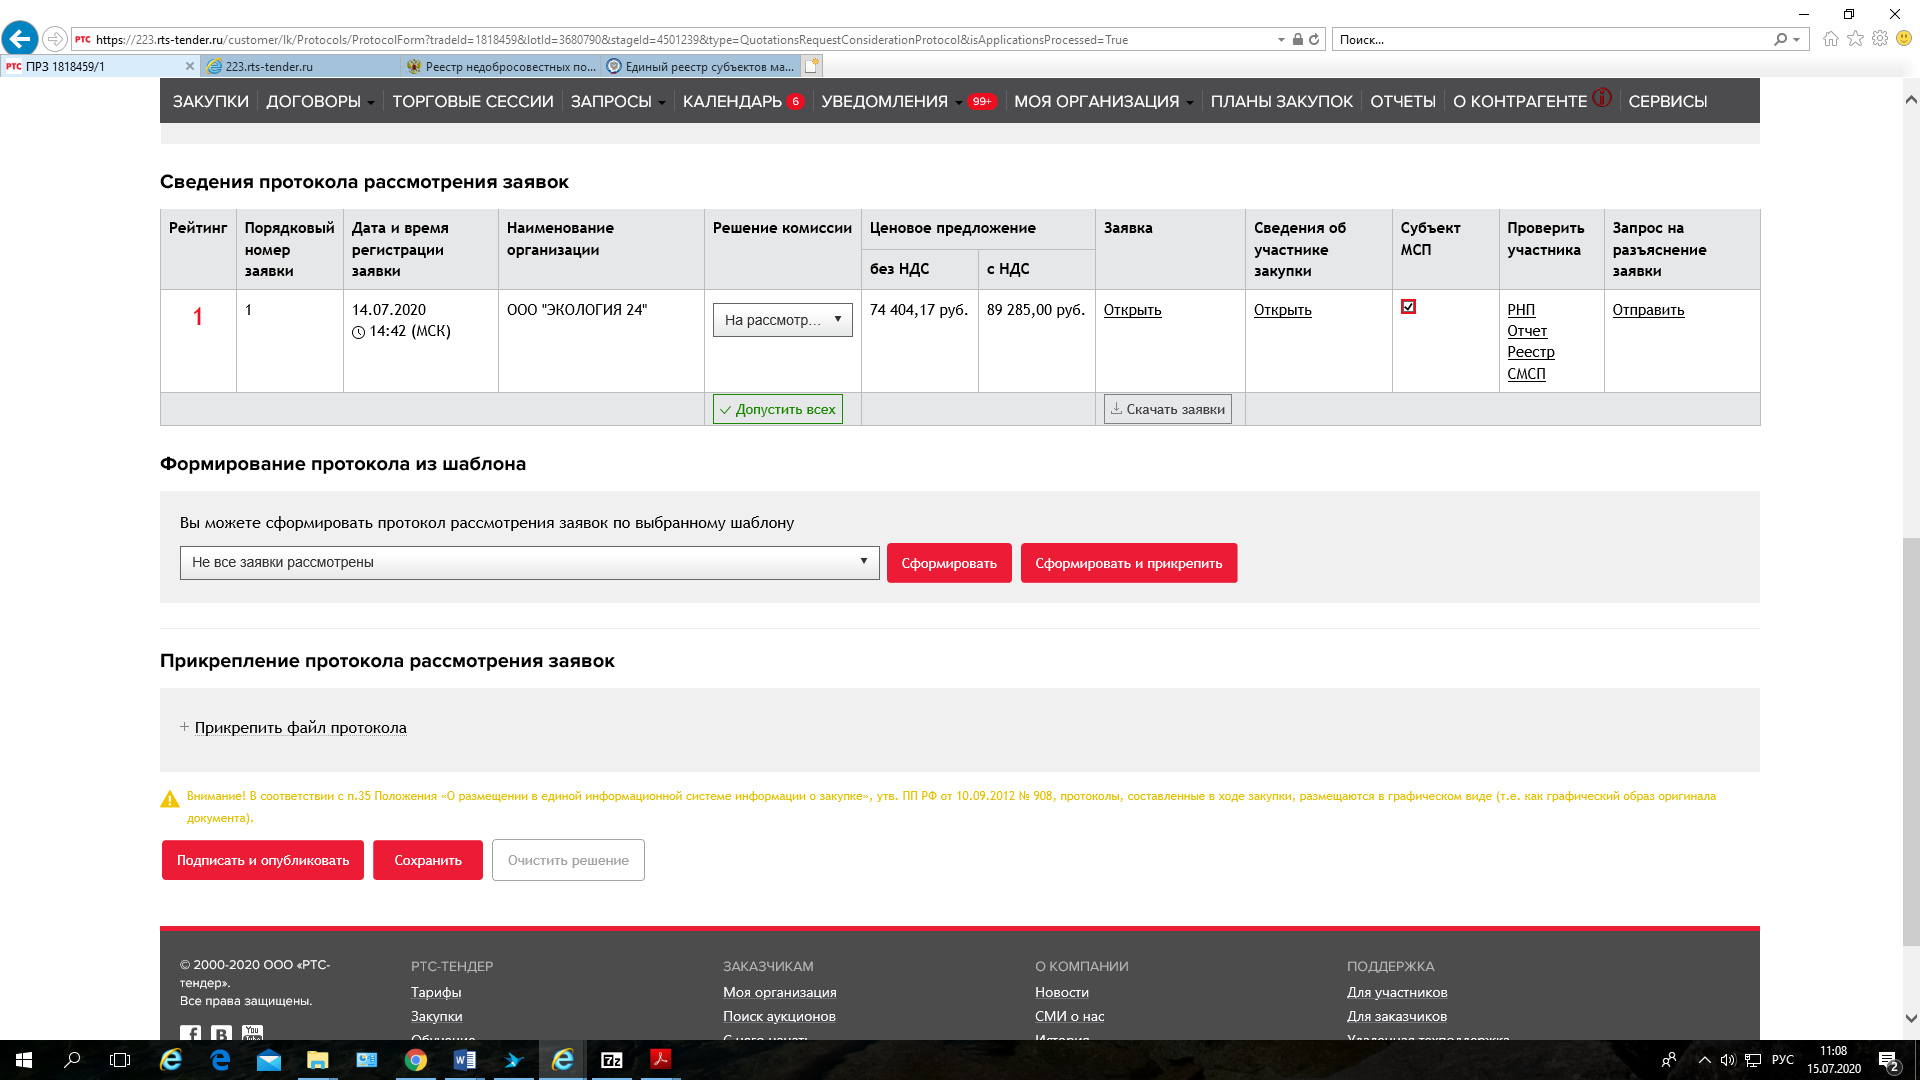 https://223.rts-tender.ru/customer/lk/Protocols/ProtocolForm?tradeId=1818459&lotId=3680790&stageId=4501239&type=QuotationsRequestConsiderationProtocol&isApplicationsProcessed=True
Поиск...
РТС ПРЗ 1818459/1
223.rts-tender.ru
Реестр недобросовестных по...
Единый реестр субъектов ма...
ЗАКУПКИ ДОГОВОРЫ ТОРГОВЫЕ СЕССИИ ЗАПРОСЫ КАЛЕНДАРЬ 6 УВЕДОМЛЕНИЯ 99+ МОЯ ОРГАНИЗАЦИЯ ПЛАНЫ ЗАКУПОК ОТЧЕТЫ О КОНТРАГЕНТЕ СЕРВИСЫ
Сведения протокола рассмотрения заявок
Рейтинг
Порядковый номер заявки
Дата и время регистрации заявки
Наименование организации
Решение комиссии
Ценовое предложение
без НДС
с НДС
Заявка
Сведения об участнике закупки
Субъект МСП
Проверить участника
Запрос на разъяснение заявки
1
1
14.07.2020
14:42 (МСК)
ООО "ЭКОЛОГИЯ 24"
На рассмотр...
74 404,17 руб.
89 285,00 руб.
Открыть
Открыть
РНП
Отчет
Реестр
СМСП
Отправить
Допустить всех
Скачать заявки
Формирование протокола из шаблона
Вы можете сформировать протокол рассмотрения заявок по выбранному шаблону
Не все заявки рассмотрены
Сформировать
Сформировать и прикрепить
Прикрепление протокола рассмотрения заявок
+ Прикрепить файл протокола
Внимание! В соответствии с п.35 Положения «О размещении в единой информационной системе информации о закупке», утв. ПП РФ от 10.09.2012 № 908, протоколы, составленные в ходе закупки, размещаются в графическом виде (т.е. как графический образ оригинала
документа).
Подписать и опубликовать
Сохранить
Очистить решение
© 2000-2020 ООО «РТС-
тендер».
Все права защищены.
РТС-ТЕНДЕР
Тарифы
Закупки
Обучение
ЗАКАЗЧИКАМ
Моя организация
Поиск аукционов
С чего начать
О КОМПАНИИ
Новости
СМИ о нас
История
ПОДДЕРЖКА
Для участников
Для заказчиков
Удаленная техподдержка
You
РУС
11:08
15.07.2020
2